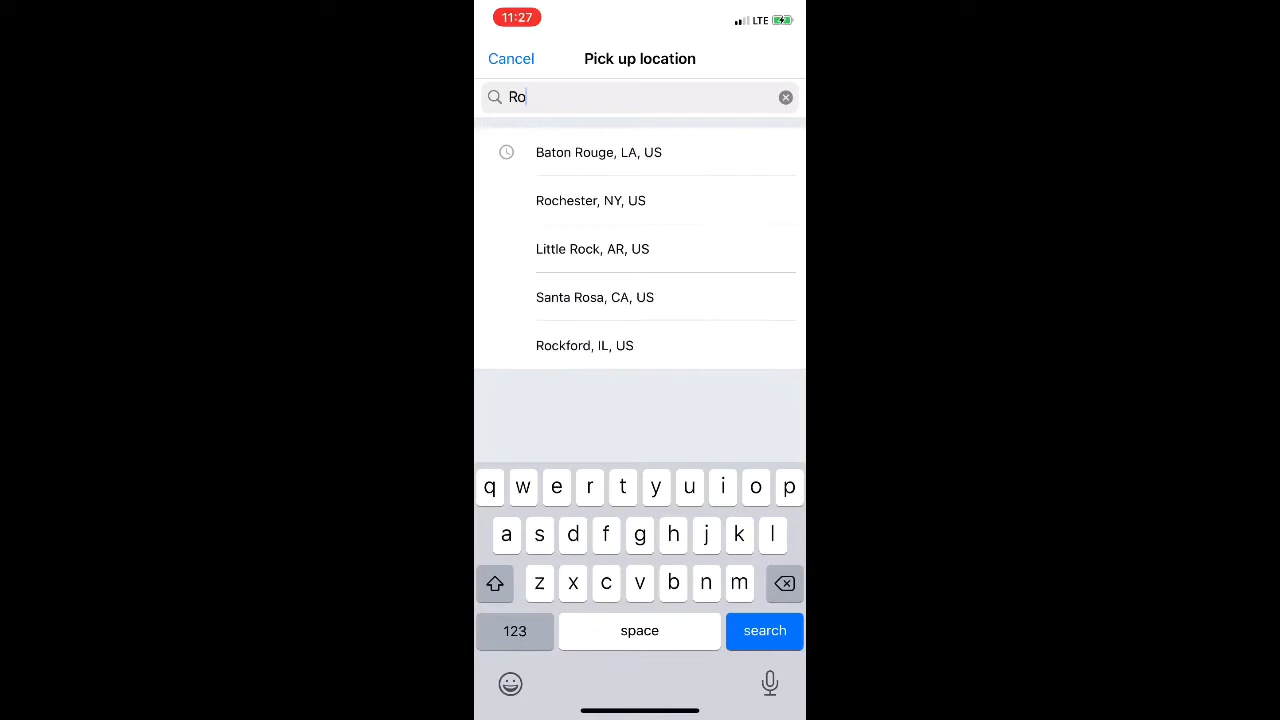 11:27
LTE
Cancel
Pick up location
Ro
Baton Rouge, LA, US
Rochester, NY, US
Little Rock, AR, US
Santa Rosa, CA, US
Rockford, IL, US
q w e r t y u i o p
a s d f g h j k l
z x c v b n m
123 space search